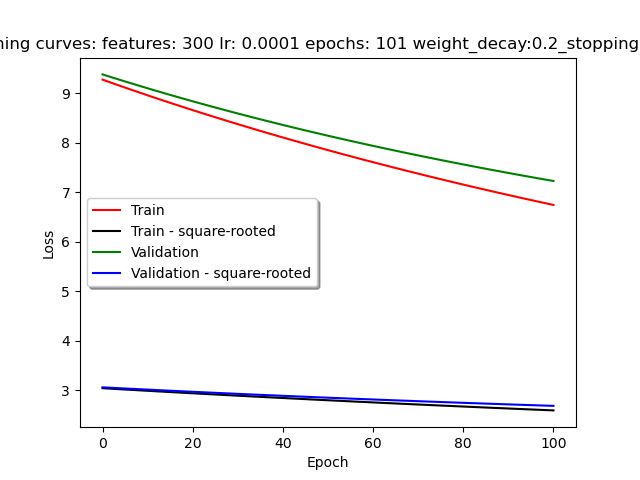 ning curves: features: 300 lr: 0.0001 epochs: 101 weight_decay:0.2_stopping
9
8
7
6
5
4
3
Loss
Train
Train - square-rooted
Validation
Validation - square-rooted
0 20 40 60 80 100
Epoch